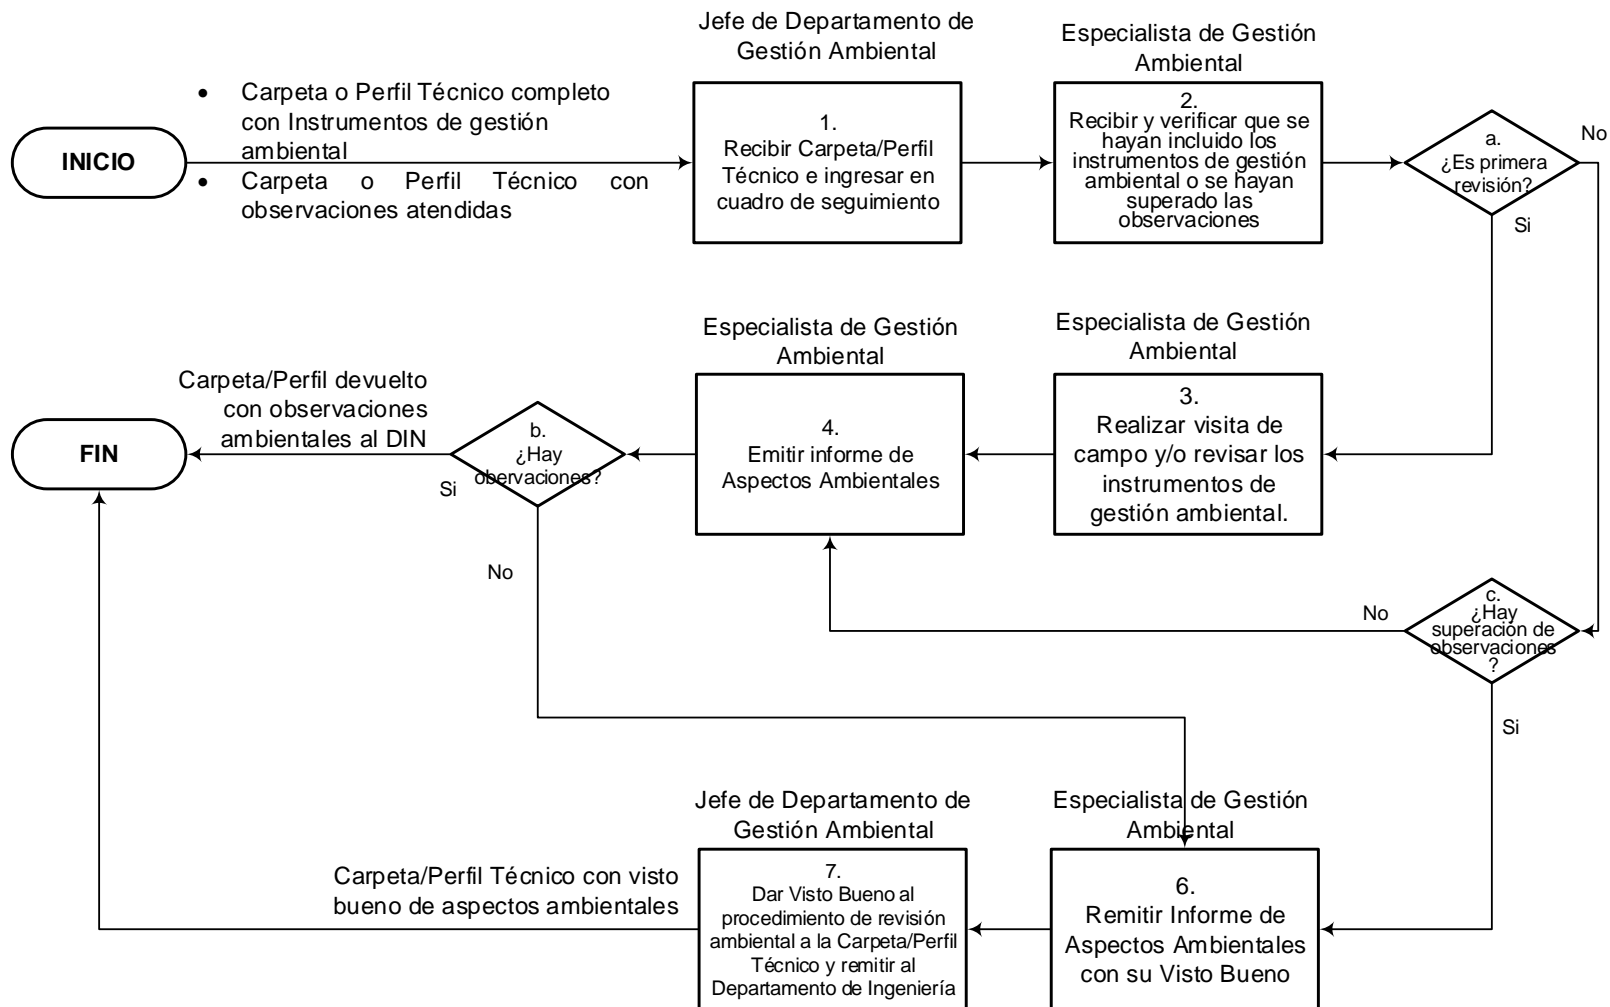 Jefe de Departamento de
Gestión Ambiental
Especialista de Gestión
Ambiental
INICIO
• Carpeta o Perfil Técnico completo
con Instrumentos de gestión
ambiental
• Carpeta o Perfil Técnico con
observaciones atendidas
1.
Recibir Carpeta/Perfil
Técnico e ingresar en
cuadro de seguimiento
2.
Recibir y verificar que se
hayan incluido los
instrumentos de gestión
ambiental o se hayan
superado las
observaciones
a.
¿Es primera
revisión?
No
Si
Especialista de Gestión
Ambiental
Especialista de Gestión
Ambiental
FIN
Carpeta/Perfil devuelto
con observaciones
ambientales al DIN
b.
¿Hay
obervaciones?
Si
No
4.
Emitir informe de
Aspectos Ambientales
3.
Realizar visita de
campo y/o revisar los
instrumentos de
gestión ambiental.
No
c.
¿Hay
superación de
observaciones
?
Si
Jefe de Departamento de
Gestión Ambiental
Especialista de Gestión
Ambiental
Carpeta/Perfil Técnico con visto
bueno de aspectos ambientales
7.
Dar Visto Bueno al
procedimiento de revisión
ambiental a la Carpeta/Perfil
Técnico y remitir al
Departamento de Ingeniería
6.
Remitir Informe de
Aspectos Ambientales
con su Visto Bueno